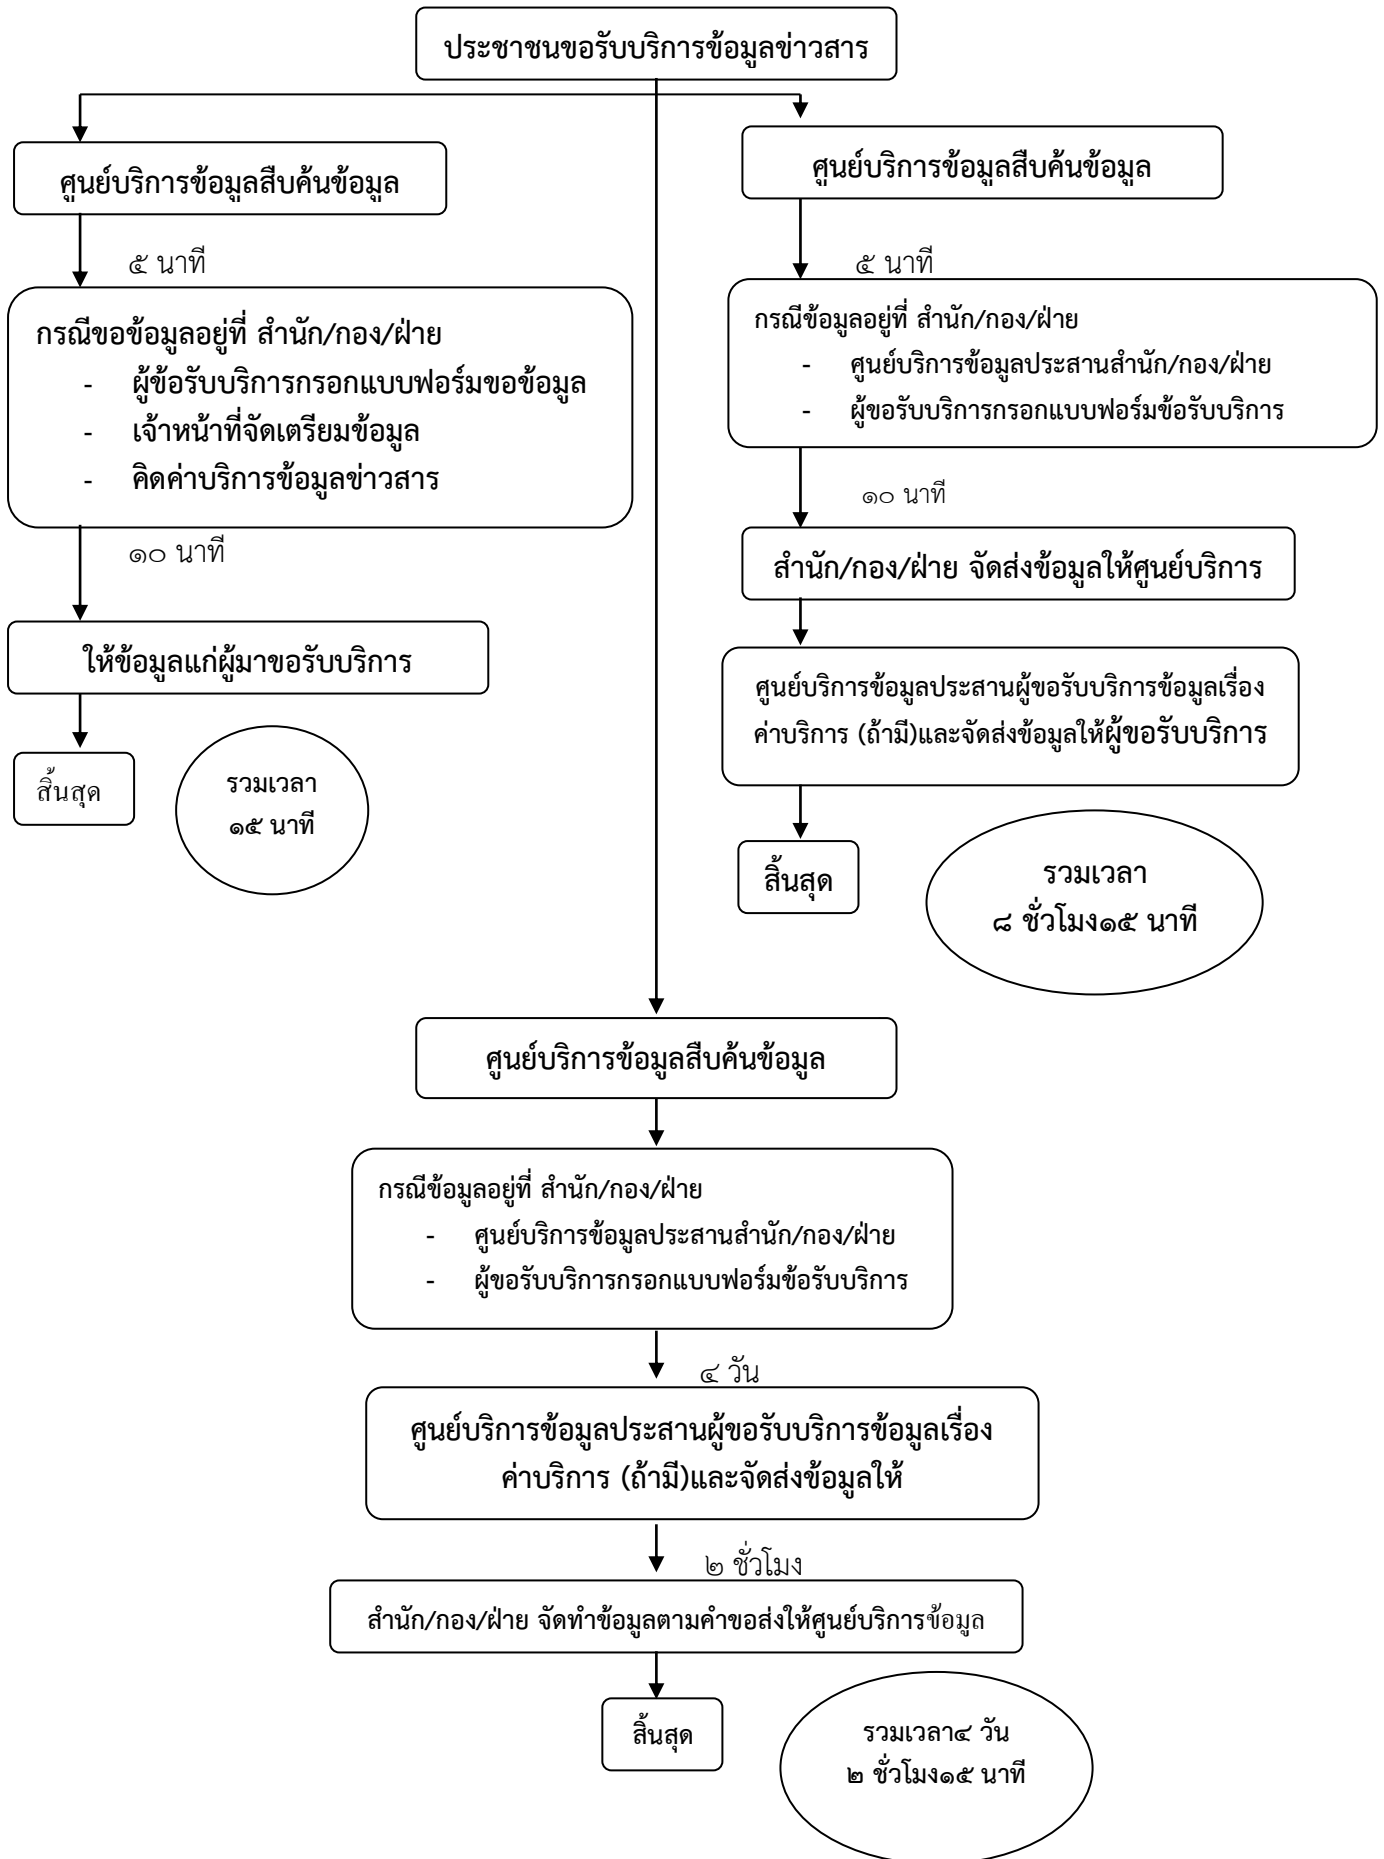 ประชาชนขอรับบริการข้อมูลข่าวสาร
ศูนย์บริการข้อมูลสืบค้นข้อมูล
๕ นาที
กรณีขอข้อมูลอยู่ที่ สำนัก/กอง/ฝ่าย
- ผู้ข้อรับบริการกรอกแบบฟอร์มขอข้อมูล
- เจ้าหน้าที่จัดเตรียมข้อมูล
- คิดค่าบริการข้อมูลข่าวสาร
๑๐ นาที
ให้ข้อมูลแก่ผู้มาขอรับบริการ
สิ้นสุด
รวมเวลา
๑๕ นาที
ศูนย์บริการข้อมูลสืบค้นข้อมูล
๕ นาที
กรณีข้อมูลอยู่ที่ สำนัก/กอง/ฝ่าย
- ศูนย์บริการข้อมูลประสานสำนัก/กอง/ฝ่าย
- ผู้ขอรับบริการกรอกแบบฟอร์มข้อรับบริการ
๑๐ นาที
สำนัก/กอง/ฝ่าย จัดส่งข้อมูลให้ศูนย์บริการ
ศูนย์บริการข้อมูลประสานผู้ขอรับบริการข้อมูลเรื่อง
ค่าบริการ (ถ้ามี)และจัดส่งข้อมูลให้ผู้ขอรับบริการ
สิ้นสุด
รวมเวลา
๘ ชั่วโมง๑๕ นาที
ศูนย์บริการข้อมูลสืบค้นข้อมูล
กรณีข้อมูลอยู่ที่ สำนัก/กอง/ฝ่าย
- ศูนย์บริการข้อมูลประสานสำนัก/กอง/ฝ่าย
- ผู้ขอรับบริการกรอกแบบฟอร์มข้อรับบริการ
๔ วัน
ศูนย์บริการข้อมูลประสานผู้ขอรับบริการข้อมูลเรื่อง
ค่าบริการ (ถ้ามี)และจัดส่งข้อมูลให้
๒ ชั่วโมง
สำนัก/กอง/ฝ่าย จัดทำข้อมูลตามคำขอส่งให้ศูนย์บริการข้อมูล
สิ้นสุด
รวมเวลา๔ วัน
๒ ชั่วโมง๑๕ นาที